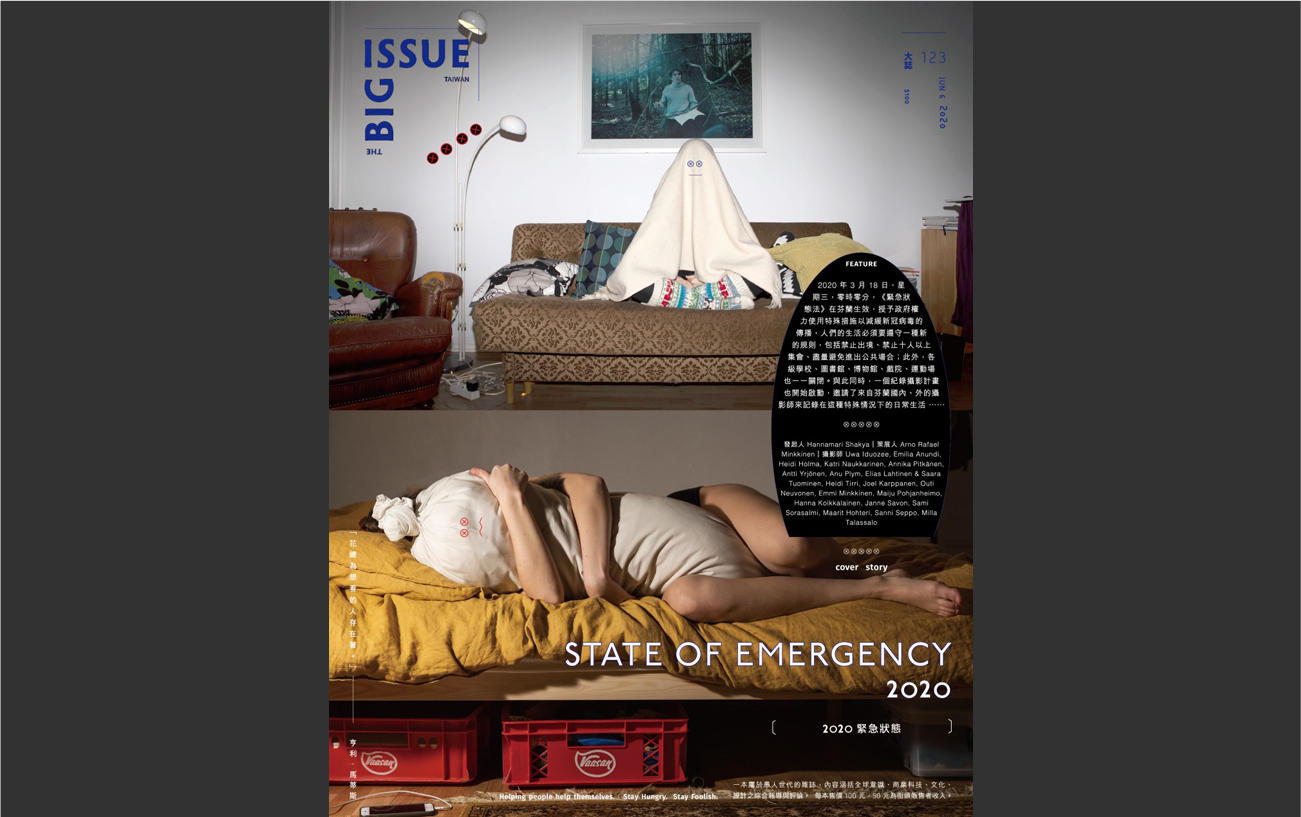 THE
BIG
ISSUE
TAIWAN
大誌
123
$100
JUN 6 2020
FEATURE
2020 年 3 月 18 日,星
期三,零時零分,《緊急狀
態法》在芬蘭生效,授予政府權
力使用特殊措施以減緩新冠病毒的
傳播,人們的生活必須要遵守一種新
的規則,包括禁止出境、禁止十人以上
集會、盡量避免進出公共場合;此外,各
級學校、圖書館、博物館、戲院、運動場
也一一關閉。與此同時,一個紀錄攝影計畫
也開始啟動,邀請了來自芬蘭國內、外的攝
影師來記錄在這種特殊情況下的日常生活 ……
發起人 Hannamari Shakya | 策展人 Arno Rafael
Minkkinen | 攝影師 Uwa Iduozee, Emilia Anundi,
Heidi Holma, Katri Naukkarinen, Annika Pitkänen,
Antti Yrjönen, Anu Plym, Elias Lahtinen & Saara
Tuominen, Heidi Tirri, Joel Karppanen, Outi
Neuvonen, Emmi Minkkinen, Maiju Pohjanheimo,
Hanna Koikkalainen, Janne Savon, Sami
Sorasalmi, Maarit Hohteri, Sanni Seppo, Milla
Talassalo
cover story
「花總為想看的人存在著。」
亨利.馬蒂斯
STATE OF EMERGENCY
2020
2020 緊急狀態
Vaasan
Vaasan
Helping people help themselves. Stay Hungry. Stay Foolish.
一本屬於愚人世代的雜誌,內容涵括全球意識、商業科技、文化、
設計之綜合報導與評論。 每本售價 100 元,50 元為街頭販售者收入。